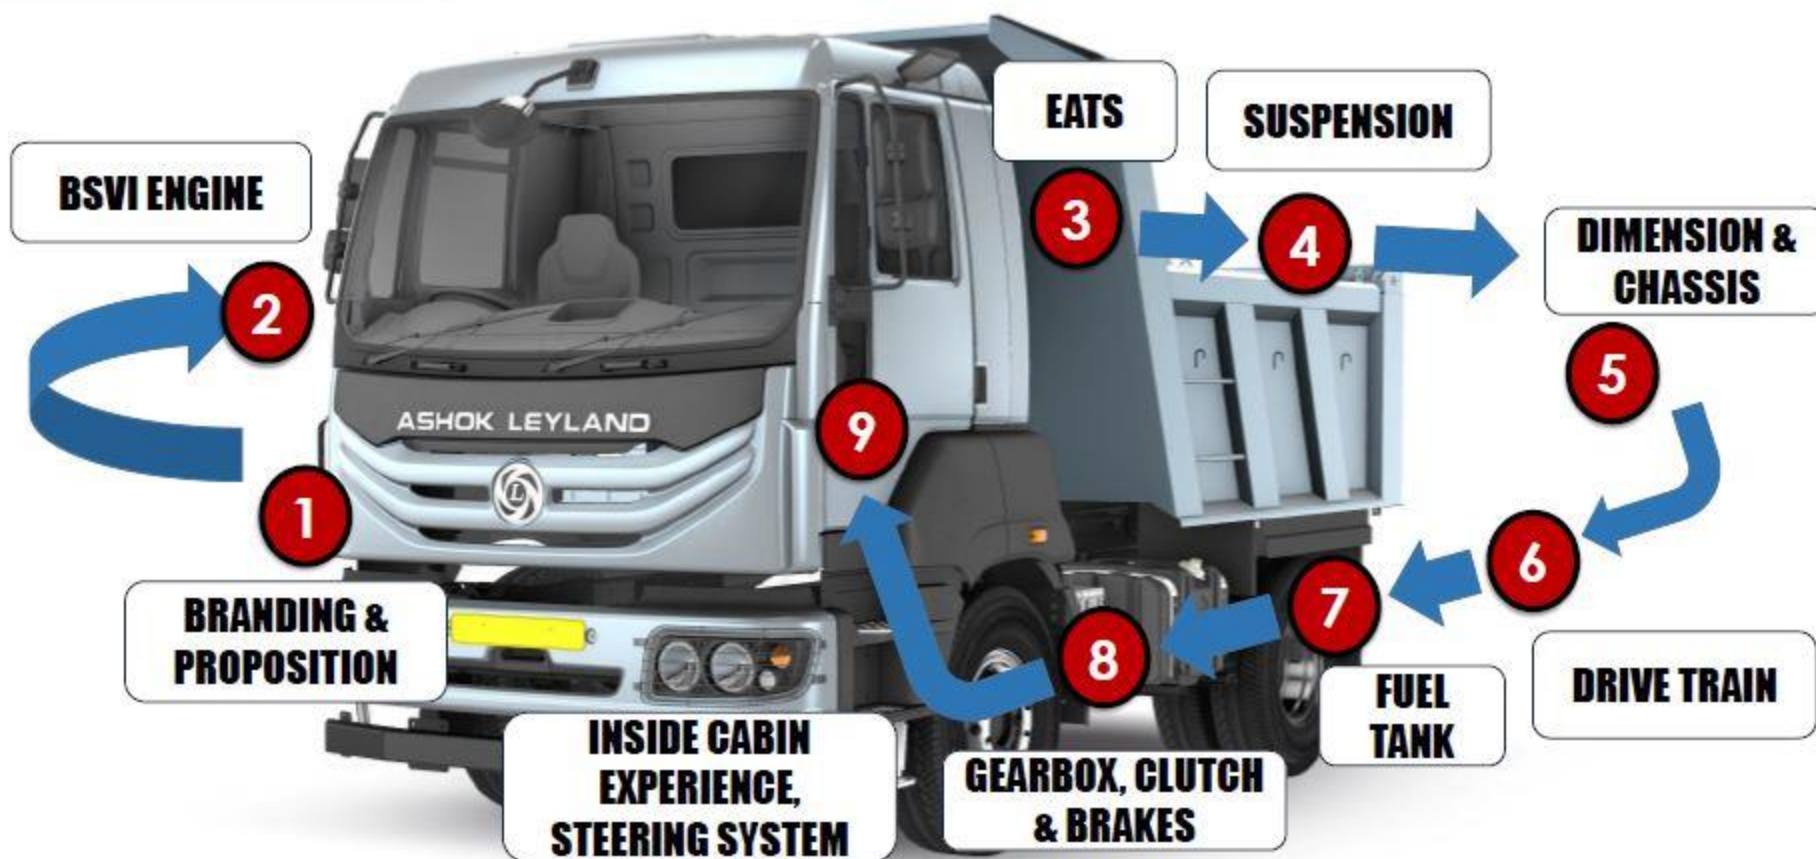 EATS
SUSPENSION
BSVI ENGINE
3
4
DIMENSION &
CHASSIS
2
5
ASHOK LEYLAND
9
L
1
6
7
8
BRANDING &
PROPOSITION
FUEL
TANK
DRIVE TRAIN
INSIDE CABIN
EXPERIENCE,
STEERING SYSTEM
GEARBOX, CLUTCH
& BRAKES